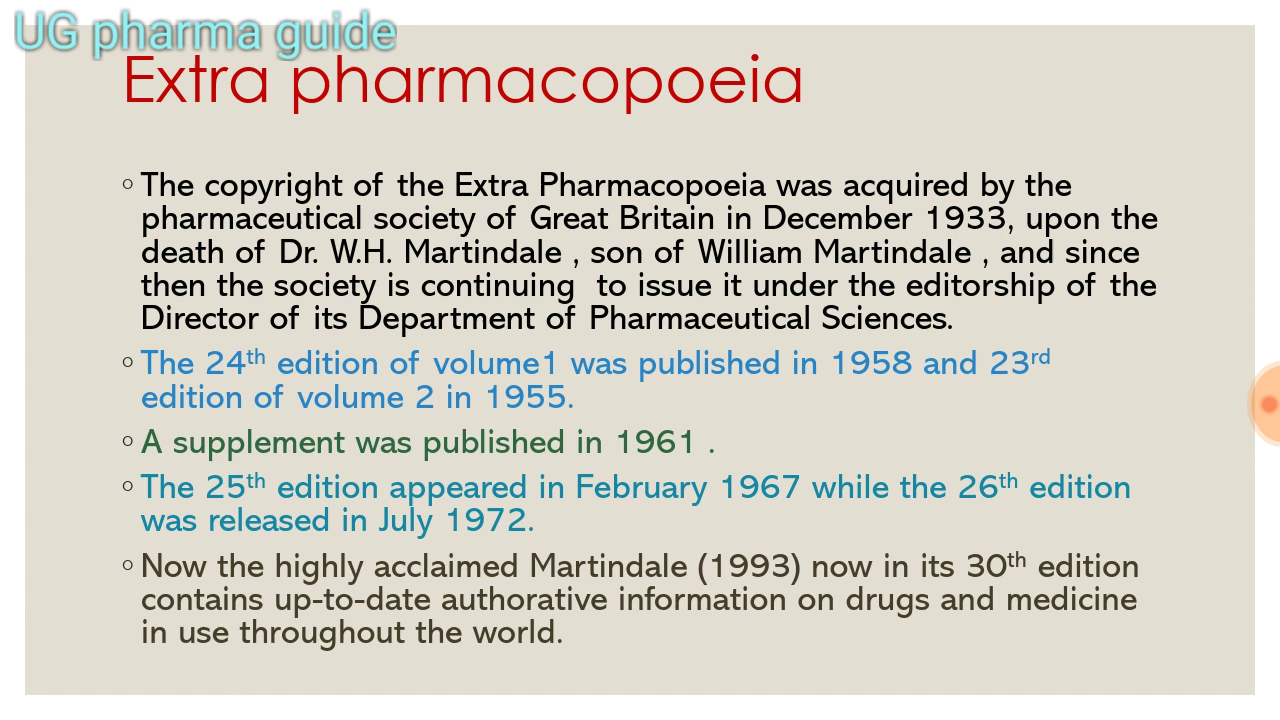 UG pharma guide
Extra pharmacopoeia
◦ The copyright of the Extra Pharmacopoeia was acquired by the
pharmaceutical society of Great Britain in December 1933, upon the
death of Dr. W.H. Martindale , son of William Martindale , and since
then the society is continuing to issue it under the editorship of the
Director of its Department of Pharmaceutical Sciences.
◦ The 24th edition of volume1 was published in 1958 and 23rd
edition of volume 2 in 1955.
◦ A supplement was published in 1961 .
◦ The 25th edition appeared in February 1967 while the 26th edition
was released in July 1972.
◦ Now the highly acclaimed Martindale (1993) now in its 30th edition
contains up-to-date authorative information on drugs and medicine
in use throughout the world.